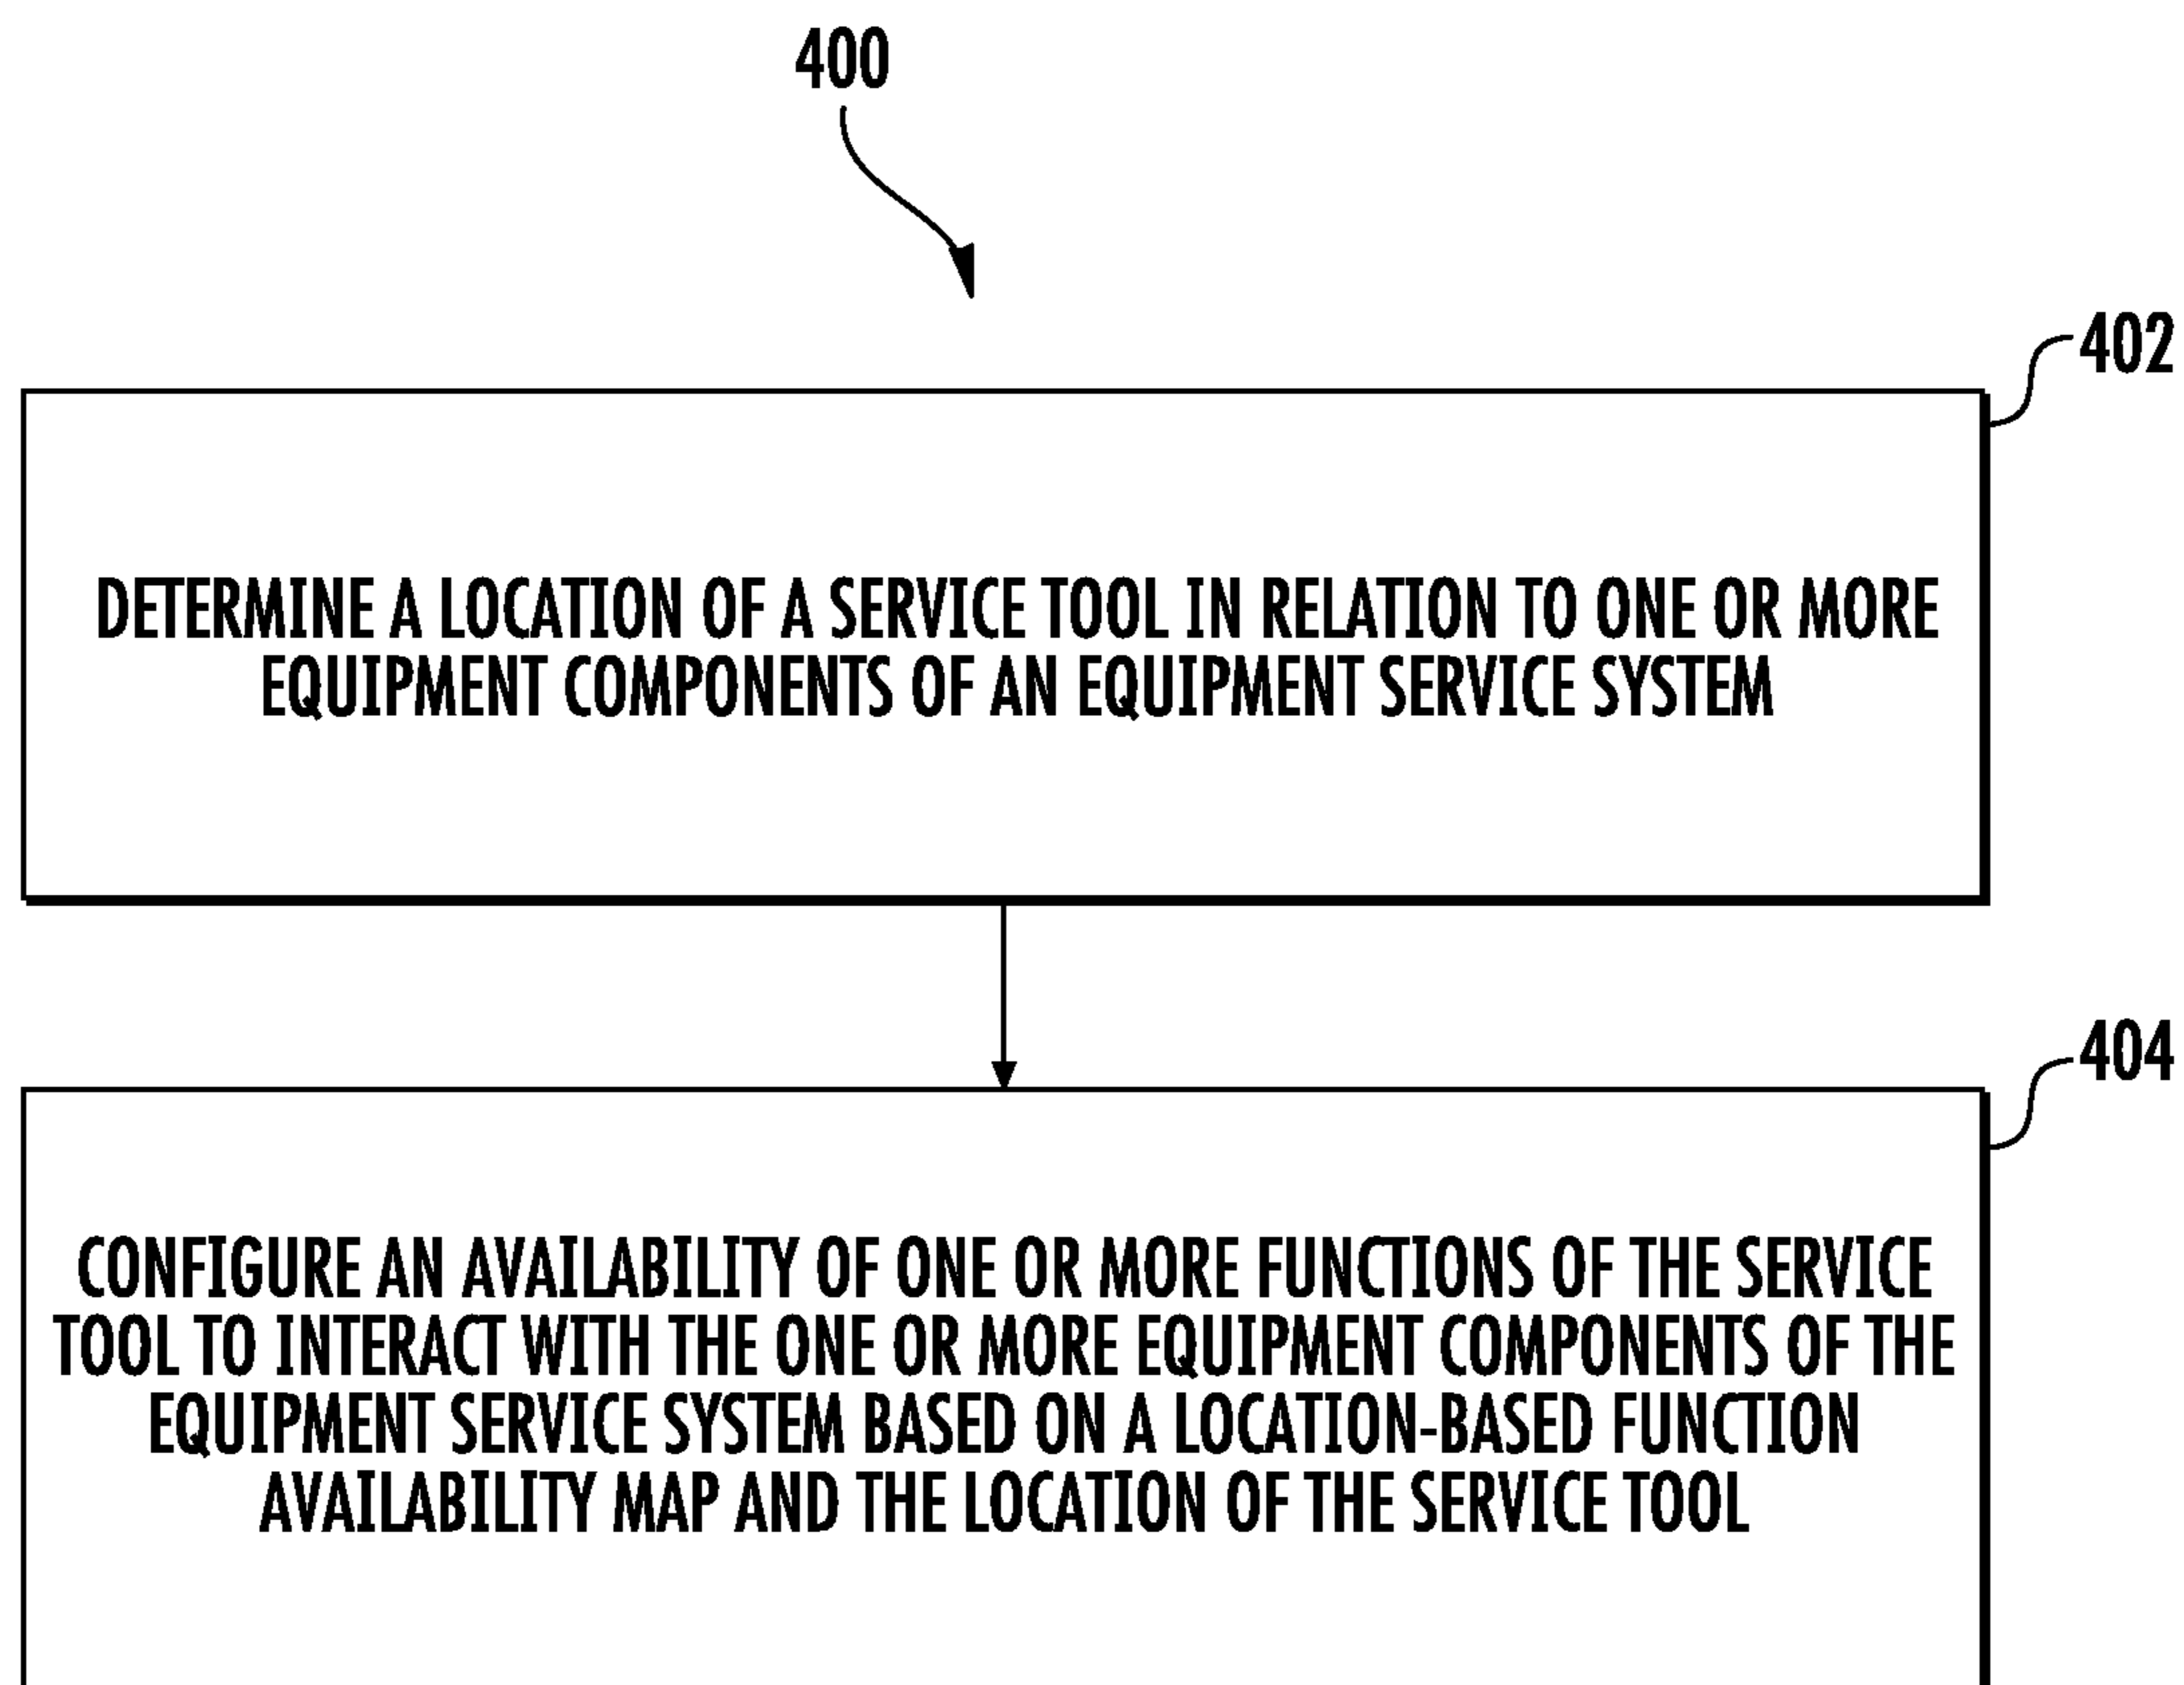 400
402
DETERMINE A LOCATION OF A SERVICE TOOL IN RELATION TO ONE OR MORE
EQUIPMENT COMPONENTS OF AN EQUIPMENT SERVICE SYSTEM
404
CONFIGURE AN AVAILABILITY OF ONE OR MORE FUNCTIONS OF THE SERVICE
TOOL TO INTERACT WITH THE ONE OR MORE EQUIPMENT COMPONENTS OF THE
EQUIPMENT SERVICE SYSTEM BASED ON A LOCATION-BASED FUNCTION
AVAILABILITY MAP AND THE LOCATION OF THE SERVICE TOOL